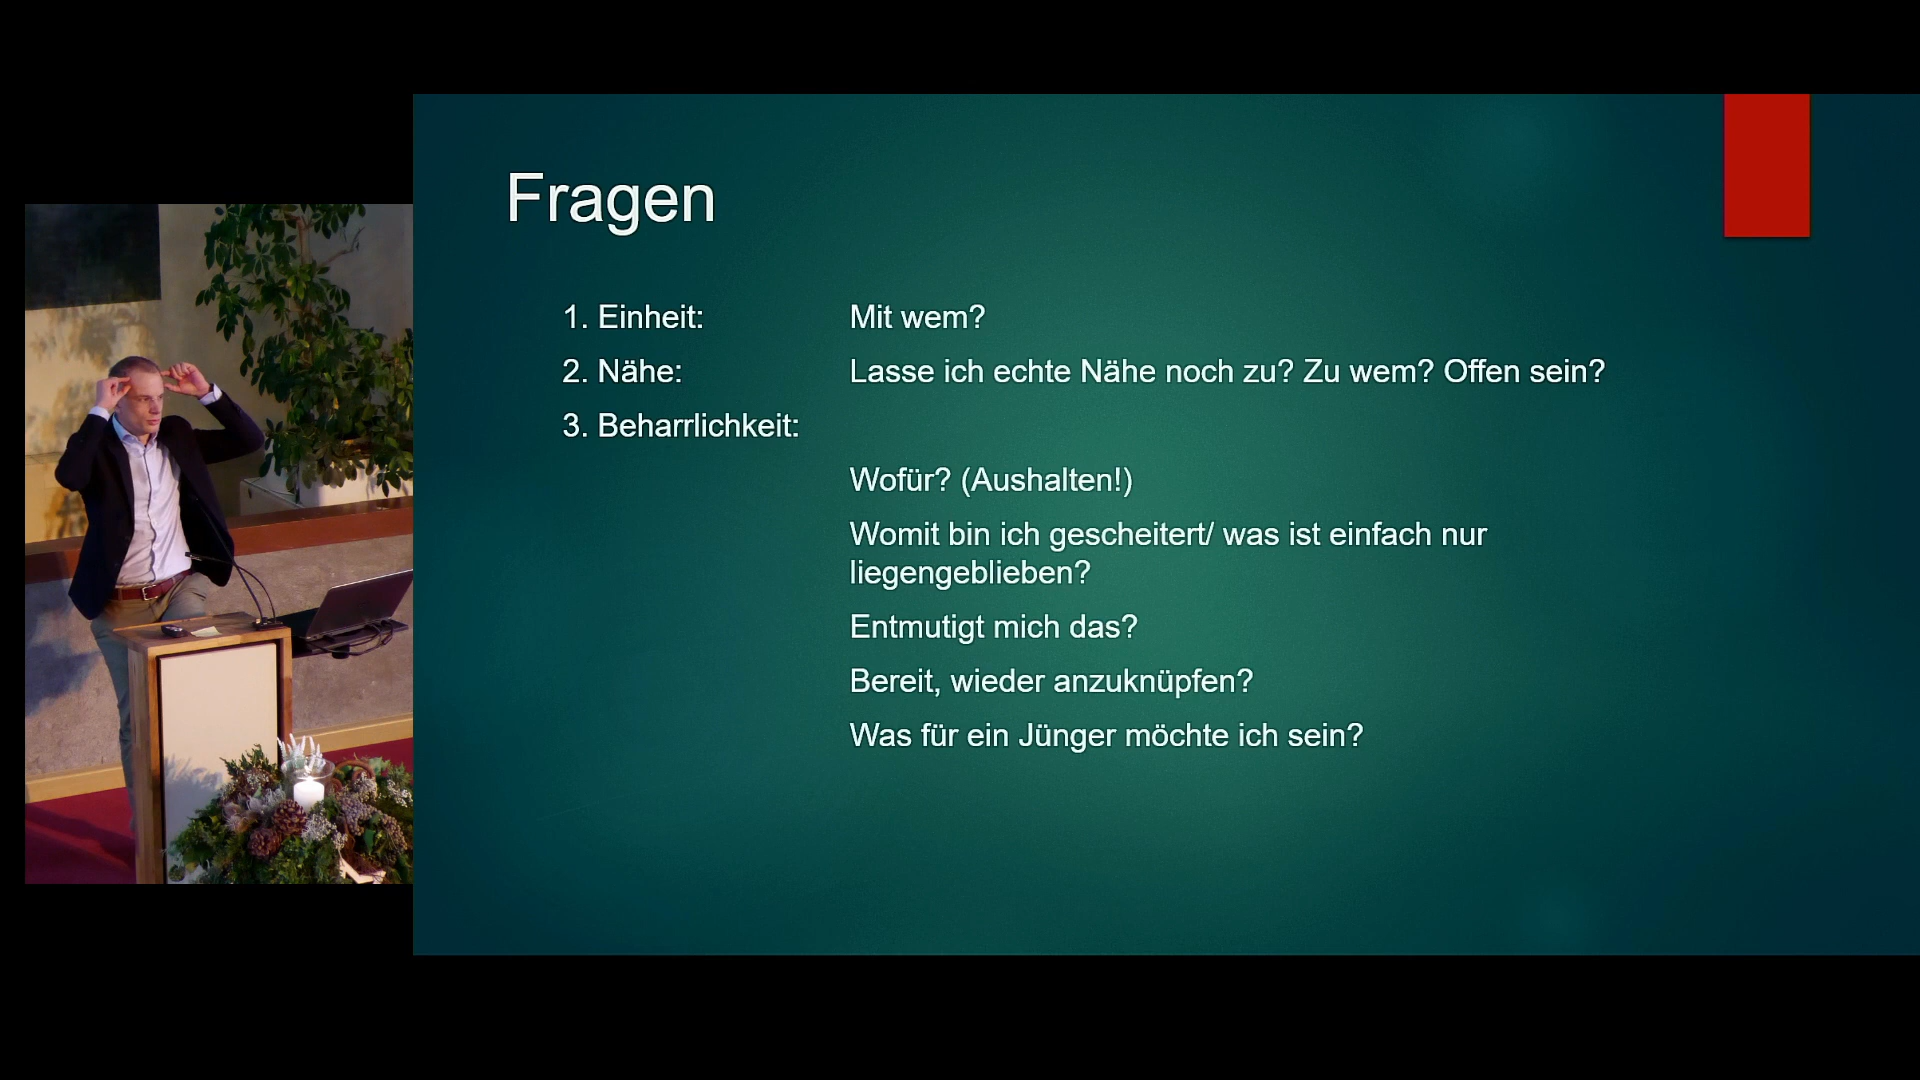 Fragen
1. Einheit: Mit wem?
2. Nähe: Lasse ich echte Nähe noch zu? Zu wem? Offen sein?
3. Beharrlichkeit:
Wofür? (Aushalten!)
Womit bin ich gescheitert/ was ist einfach nur
liegengeblieben?
Entmutigt mich das?
Bereit, wieder anzuknüpfen?
Was für ein Jünger möchte ich sein?